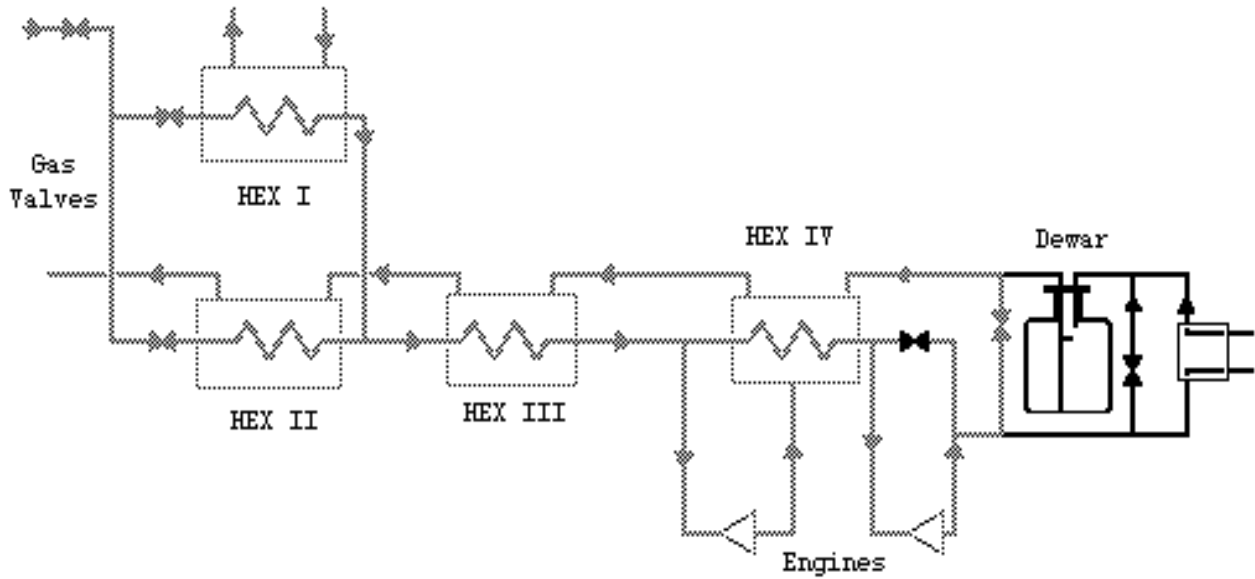 Gas
Valves
HEX I
HEX IV
Dewar
HEX II
HEX III
Engines